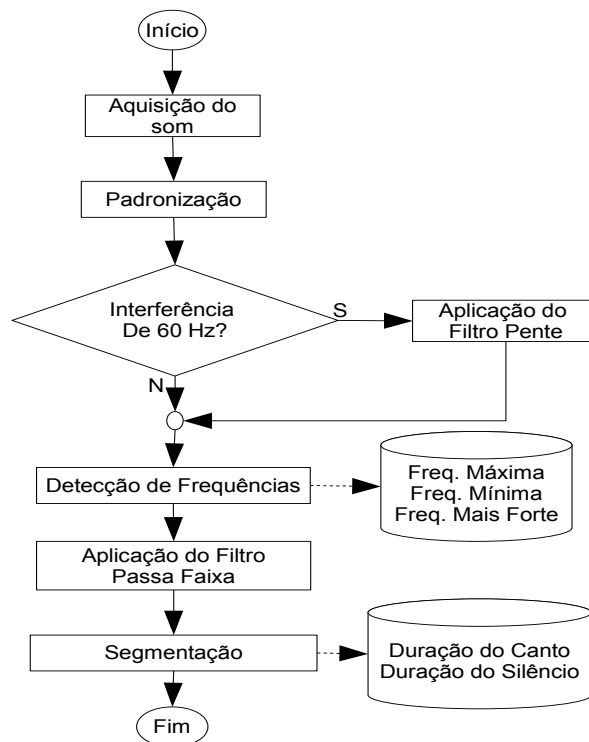 Início
Aquisição do
som
Padronização
Interferência
De 60 Hz?
S
Aplicação do
Filtro Pente
N
Detecção de Frequências
Freq. Máxima
Freq. Mínima
Freq. Mais Forte
Aplicação do Filtro
Passa Faixa
Segmentação
Duração do Canto
Duração do Silêncio
Fim